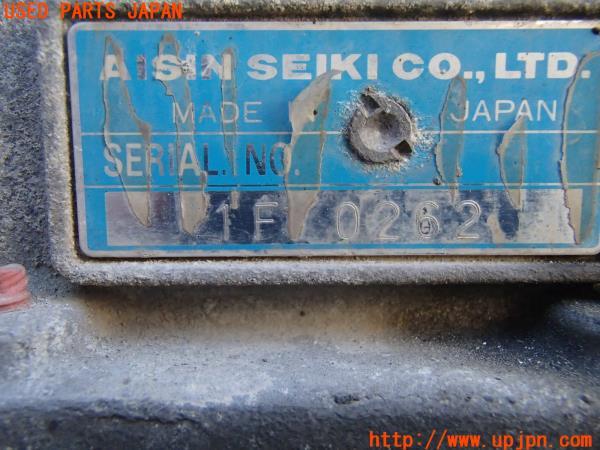 USED PARTS JAPAN
AISIN SEIKI CO., LTD.
MADE JAPAN
SERIAL. NO.
1F 0262
http://www.upjpn.com/